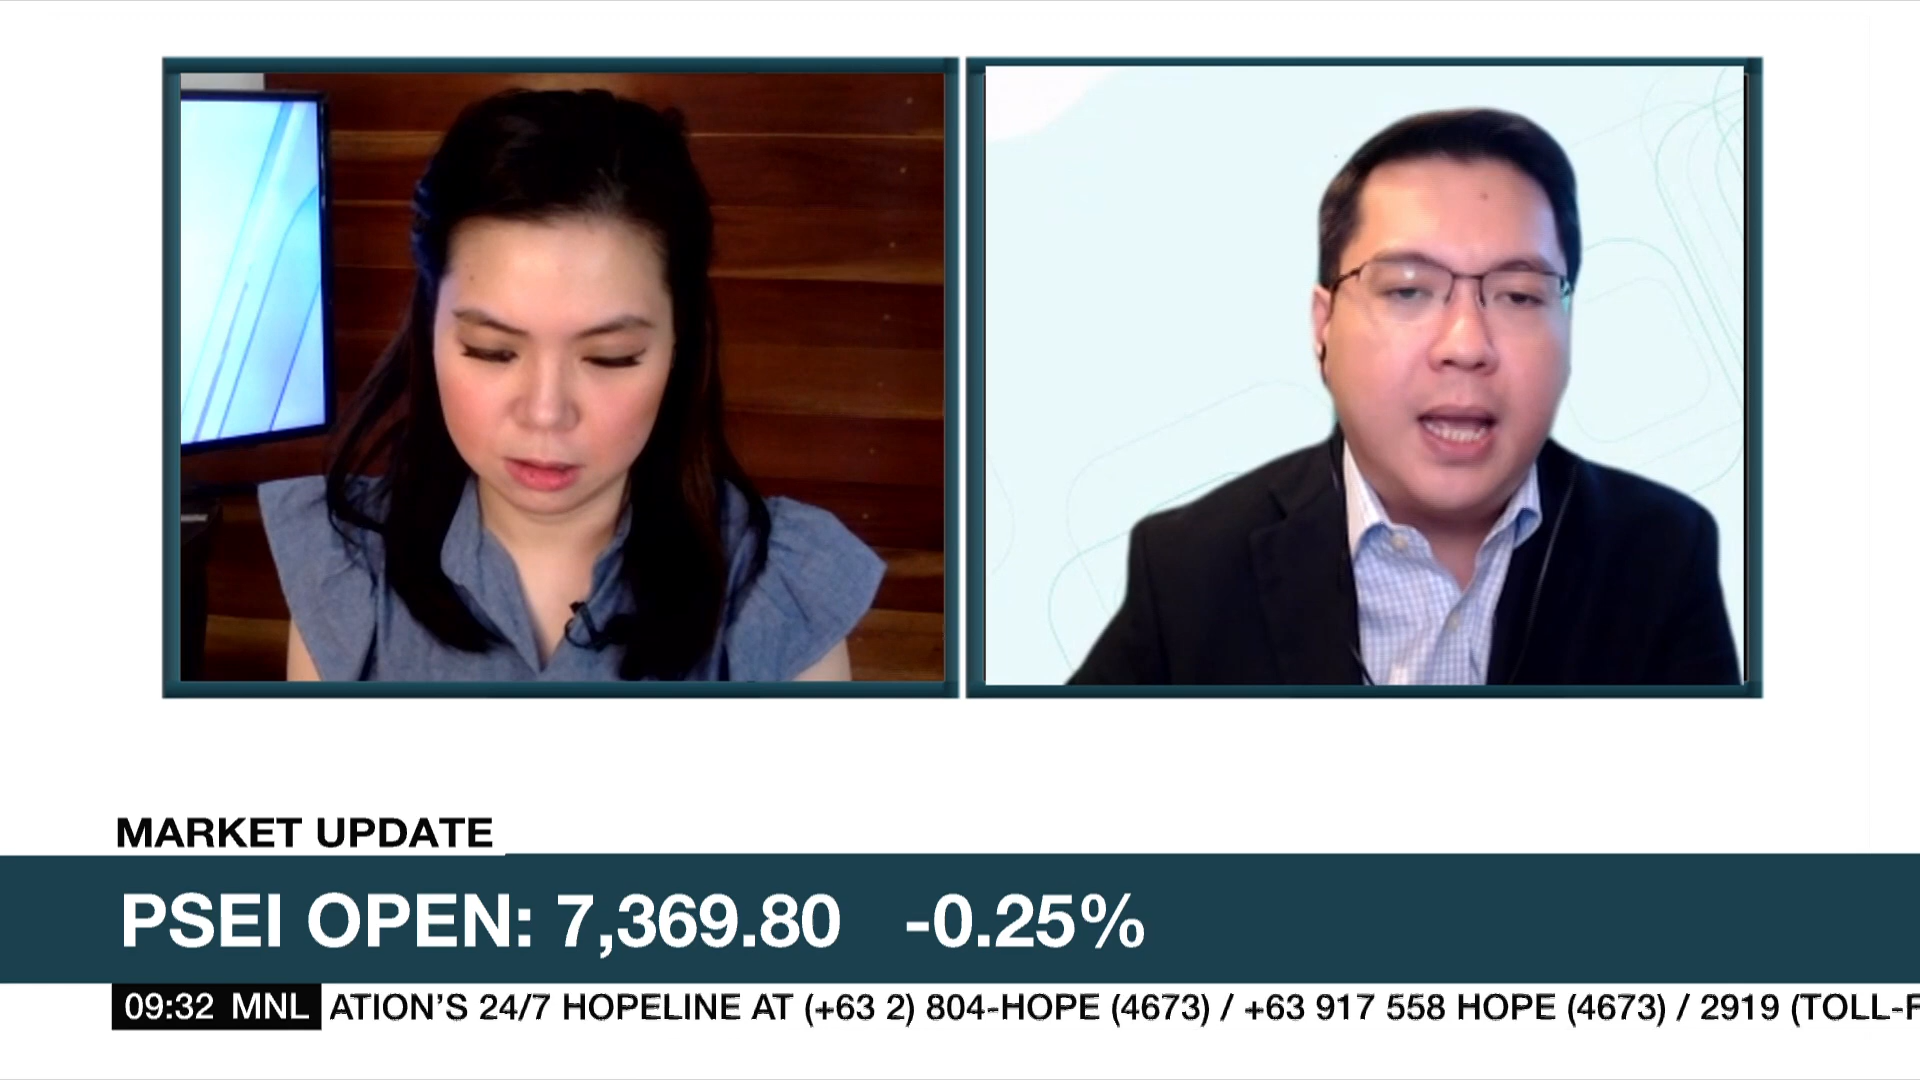 MARKET UPDATE
PSEI OPEN: 7,369.80 -0.25%
09:32 MNL ATION'S 24/7 HOPELINE AT (+63 2) 804-HOPE (4673) / +63 917 558 HOPE (4673) / 2919 (TOLL-F